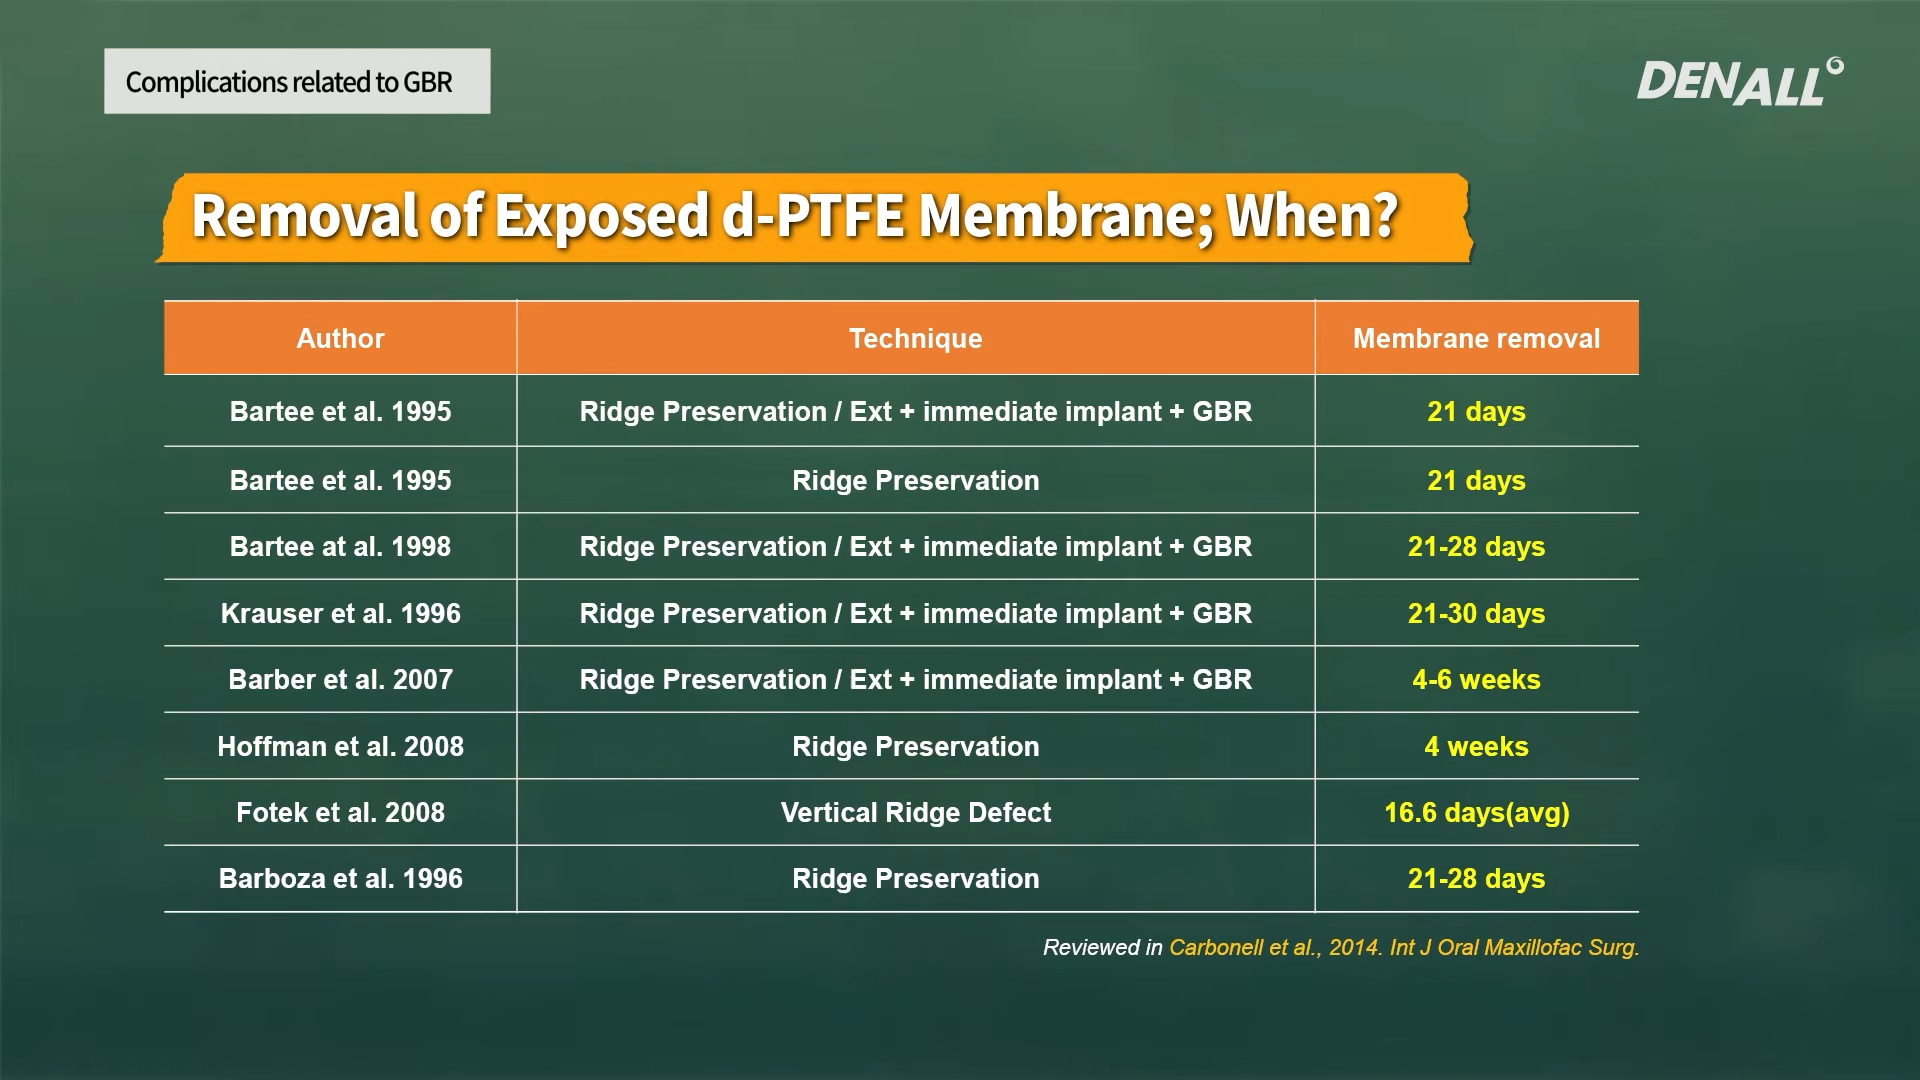 Complications related to GBR
DENALL
Removal of Exposed d-PTFE Membrane; When?
Author Technique Membrane removal
Bartee et al. 1995 Ridge Preservation / Ext + immediate implant + GBR 21 days
Bartee et al. 1995 Ridge Preservation 21 days
Bartee at al. 1998 Ridge Preservation / Ext + immediate implant + GBR 21-28 days
Krauser et al. 1996 Ridge Preservation / Ext + immediate implant + GBR 21-30 days
Barber et al. 2007 Ridge Preservation / Ext + immediate implant + GBR 4-6 weeks
Hoffman et al. 2008 Ridge Preservation 4 weeks
Fotek et al. 2008 Vertical Ridge Defect 16.6 days(avg)
Barboza et al. 1996 Ridge Preservation 21-28 days
Reviewed in Carbonell et al., 2014. Int J Oral Maxillofac Surg.